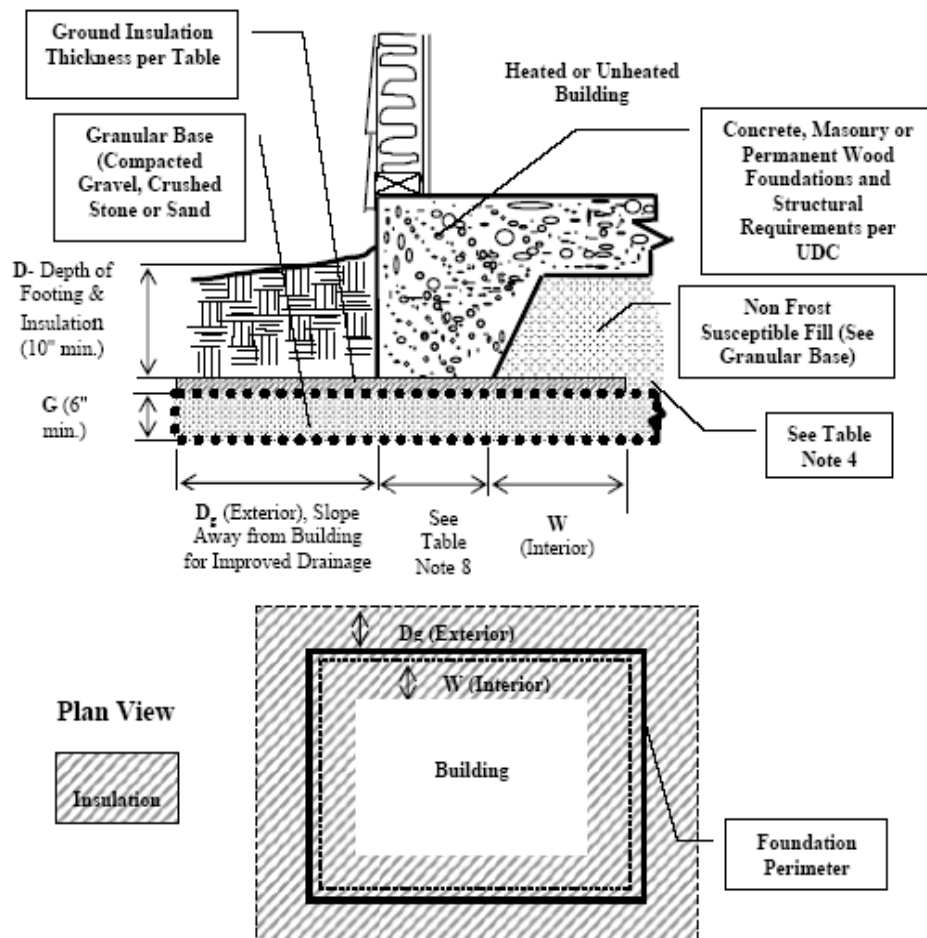 Ground Insulation
Thickness per Table
Granular Base
(Compacted
Gravel, Crushed
Stone or Sand
Heated or Unheated
Building
Concrete, Masonry or
Permanent Wood
Foundations and
Structural
Requirements per
UDC
D- Depth of
Footing &
Insulation
(10" min.)
Non Frost
Susceptible Fill (See
Granular Base)
G (6"
min.)
See Table
Note 4
Dg (Exterior), Slope
Away from Building
for Improved Drainage
See
Table
Note 8
W
(Interior)
Dg (Exterior)
W (Interior)
Plan View
Building
Insulation
Foundation
Perimeter